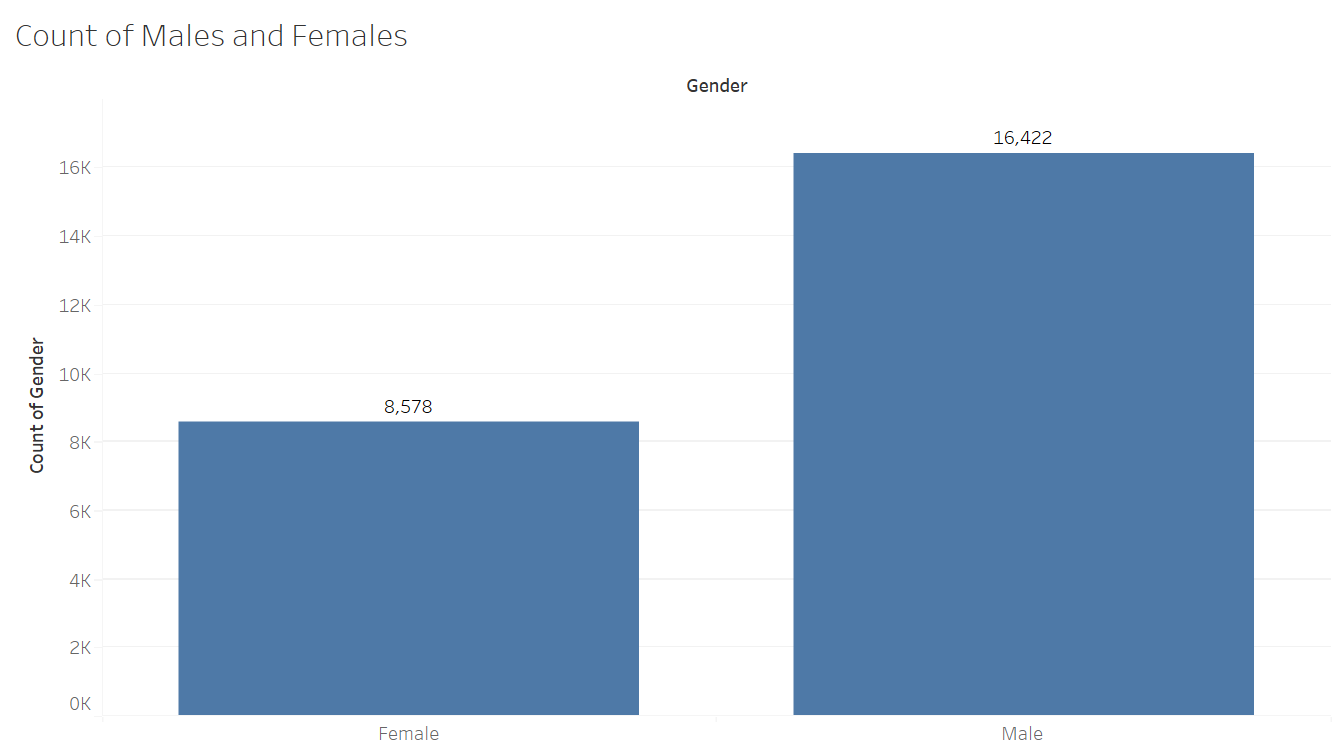 Count of Males and Females
Gender
Count of Gender
16K
14K
12K
10K
8K
6K
4K
2K
0K
8,578
16,422
Female
Male